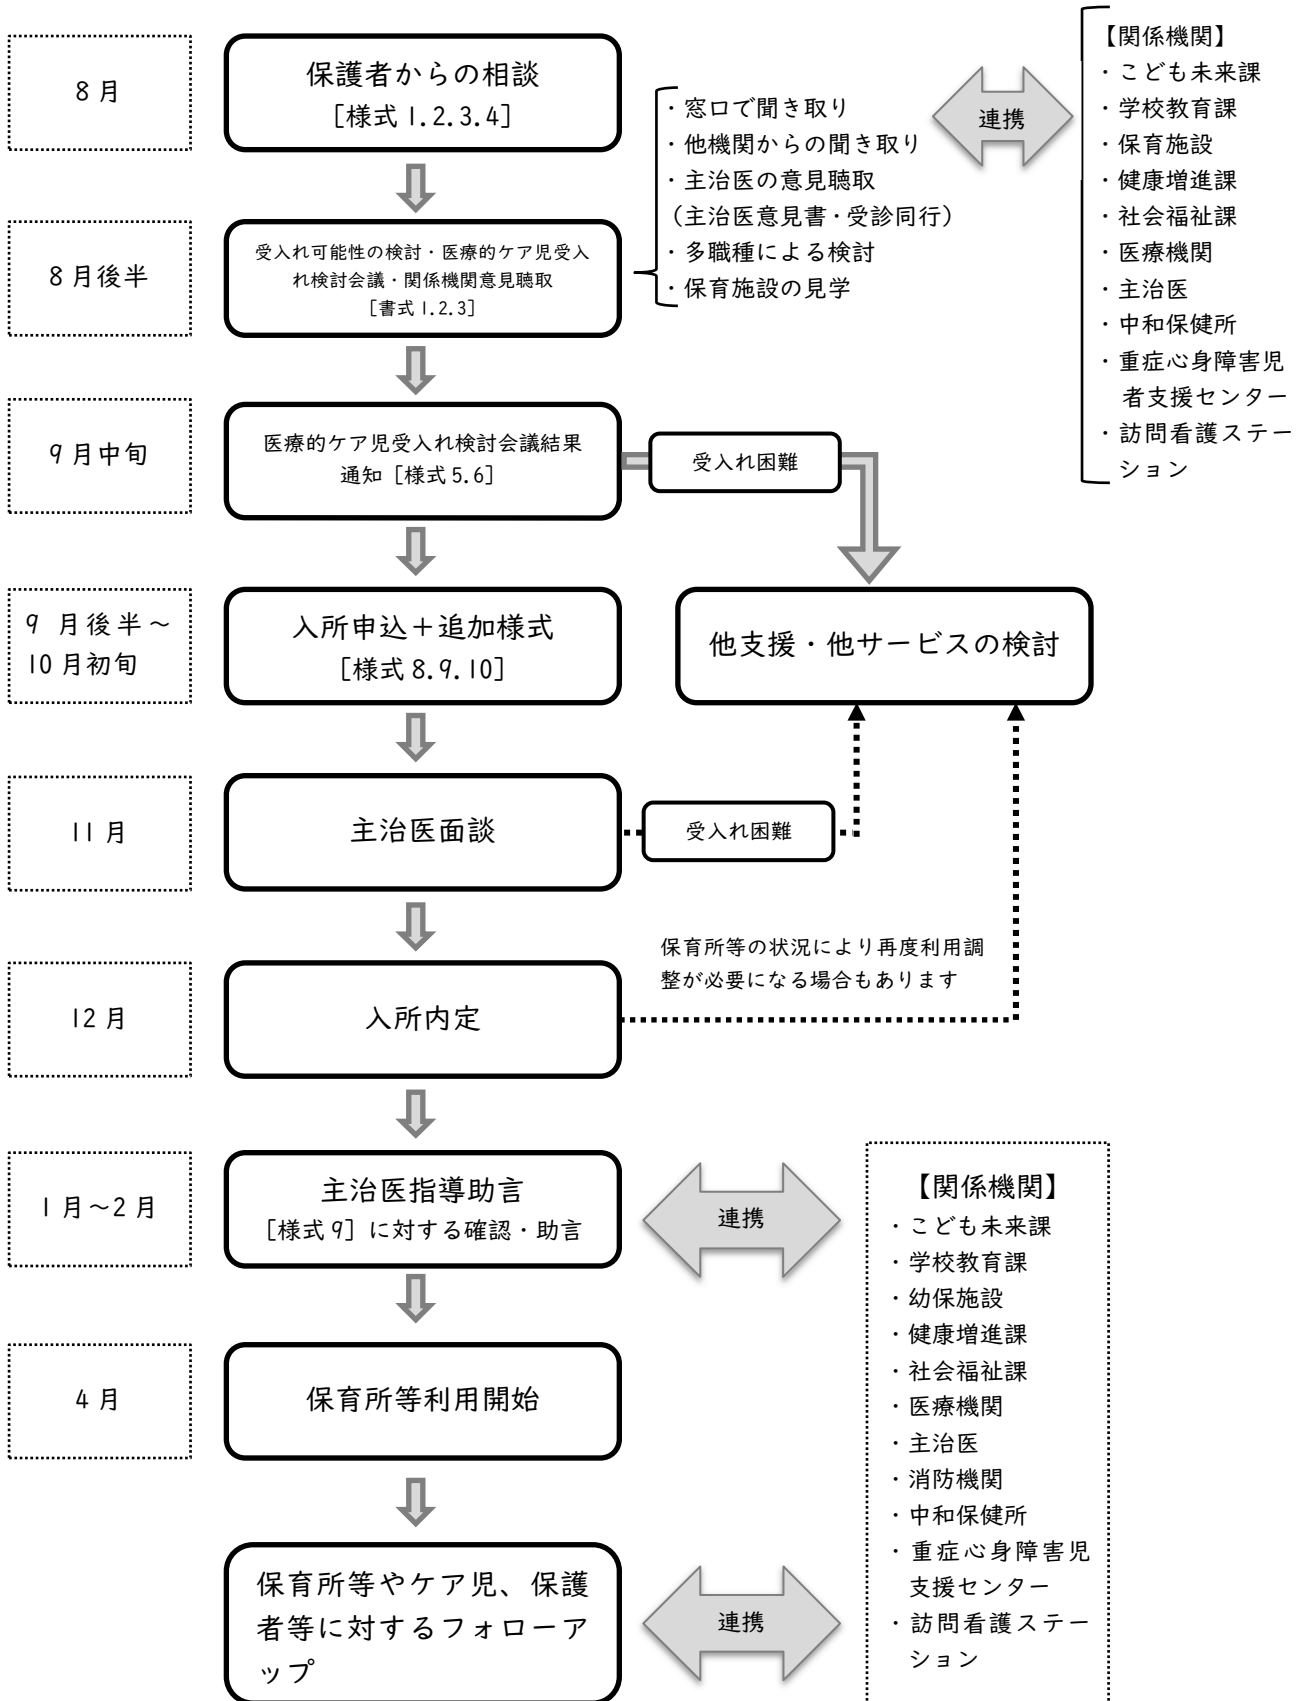 8月
保護者からの相談
［様式1.2.3.4］
・窓口で聞き取り
・他機関からの聞き取り
・主治医の意見聴取
（主治医意見書・受診同行）
・多職種による検討
・保育施設の見学
連携
【関係機関】
・こども未来課
・学校教育課
・保育施設
・健康増進課
・社会福祉課
・医療機関
・主治医
・中和保健所
・重症心身障害児
者支援センター
・訪問看護ステー
ション
8月後半
受入れ可能性の検討・医療的ケア児受入
れ検討会議・関係機関意見聴取
［書式1.2.3］
9月中旬
医療的ケア児受入れ検討会議結果
通知［様式5.6］
受入れ困難
9月後半～
10月初旬
入所申込＋追加様式
［様式8.9.10］
他支援・他サービスの検討
11月
主治医面談
受入れ困難
保育所等の状況により再度利用調
整が必要になる場合もあります
12月
入所内定
1月～2月
主治医指導助言
［様式9］に対する確認・助言
連携
【関係機関】
・こども未来課
・学校教育課
・幼保施設
・健康増進課
・社会福祉課
・医療機関
・主治医
・消防機関
・中和保健所
・重症心身障害児
支援センター
・訪問看護ステー
ション
4月
保育所等利用開始
保育所等やケア児、保護
者等に対するフォローア
ップ
連携